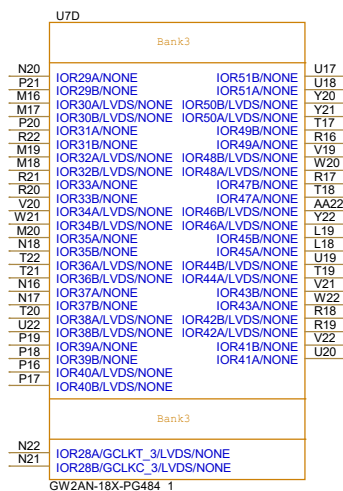 U7D
Bank3
N20 IOR29A/NONE IOR51B/NONE U17
P21 IOR29B/NONE IOR51A/NONE U18
M16 IOR30A/LVDS/NONE IOR50B/LVDS/NONE Y20
M17 IOR30B/LVDS/NONE IOR50A/LVDS/NONE Y21
P20 IOR31A/NONE IOR49B/NONE T17
R22 IOR31B/NONE IOR49A/NONE R16
M19 IOR32A/LVDS/NONE IOR48B/LVDS/NONE V19
M18 IOR32B/LVDS/NONE IOR48A/LVDS/NONE W20
R21 IOR33A/NONE IOR47B/NONE R17
R20 IOR33B/NONE IOR47A/NONE T18
V20 IOR34A/LVDS/NONE IOR46B/LVDS/NONE AA22
W21 IOR34B/LVDS/NONE IOR46A/LVDS/NONE Y22
M20 IOR35A/NONE IOR45B/NONE L19
N18 IOR35B/NONE IOR45A/NONE L18
T22 IOR36A/LVDS/NONE IOR44B/LVDS/NONE U19
T21 IOR36B/LVDS/NONE IOR44A/LVDS/NONE T19
N16 IOR37A/NONE IOR43B/NONE V21
N17 IOR37B/NONE IOR43A/NONE W22
T20 IOR38A/LVDS/NONE IOR42B/LVDS/NONE R18
U22 IOR38B/LVDS/NONE IOR42A/LVDS/NONE R19
P19 IOR39A/NONE IOR41B/NONE V22
P18 IOR39B/NONE IOR41A/NONE U20
P16 IOR40A/LVDS/NONE
P17 IOR40B/LVDS/NONE
Bank3
N22 IOR28A/GCLKT_3/LVDS/NONE
N21 IOR28B/GCLKC_3/LVDS/NONE
GW2AN-18X-PG484_1